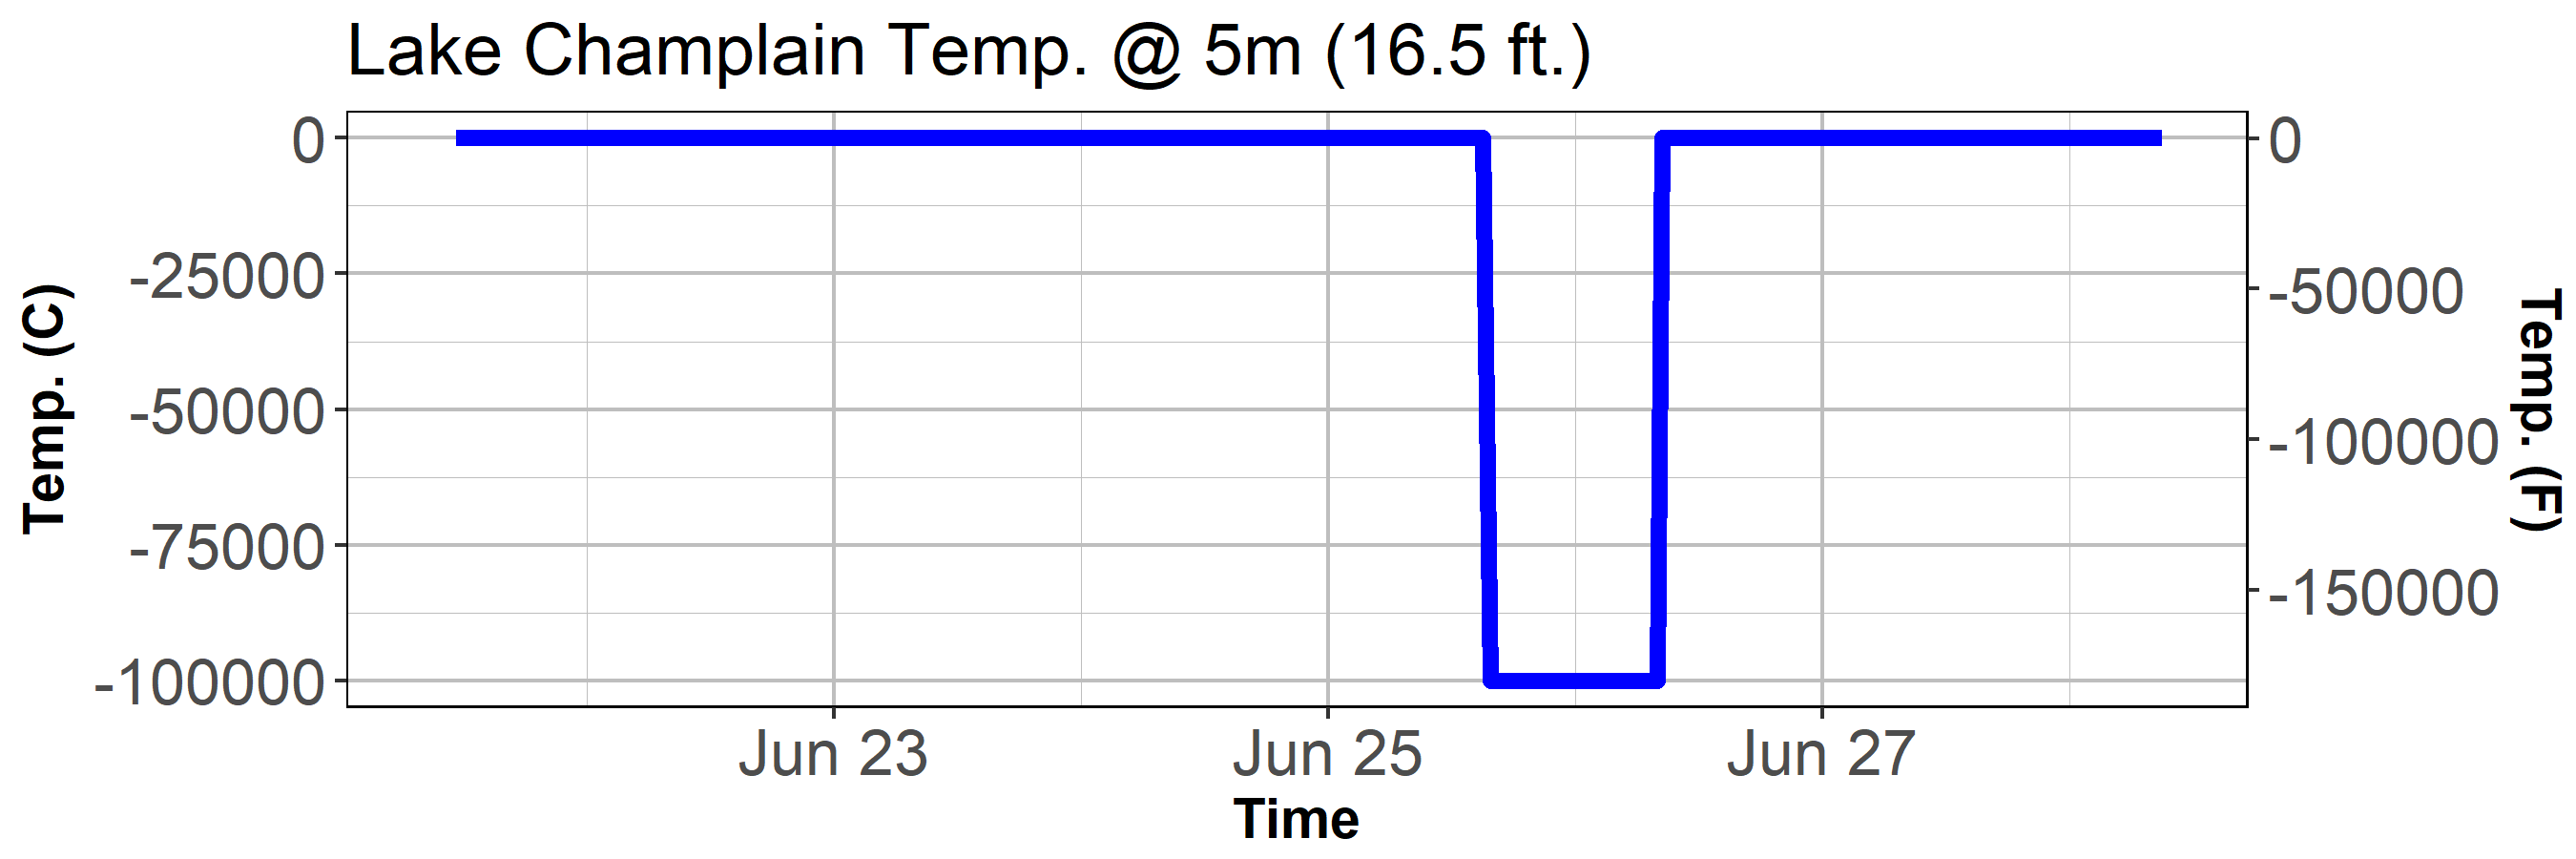 Lake Champlain Temp. @ 5m (16.5 ft.)
Temp. (C)
0
-25000
-50000
-75000
-100000
0
-50000
-100000
-150000
Temp. (F)
Jun 23
Jun 25
Jun 27
Time